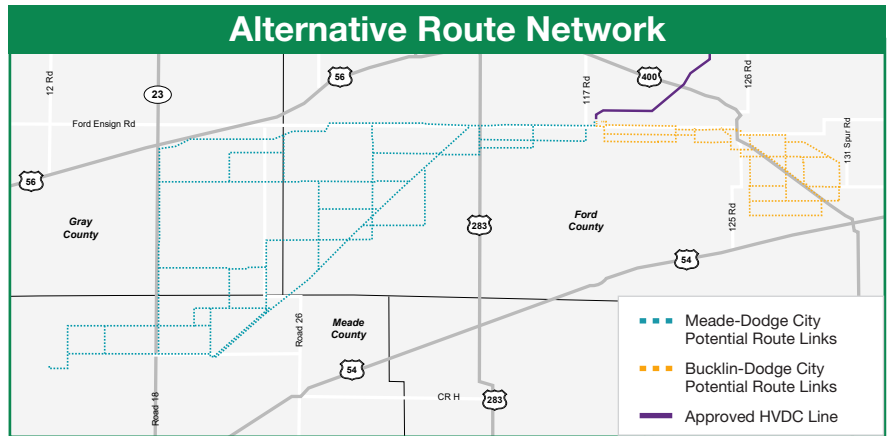 Alternative Route Network
12 Rd
23
56
117 Rd
400
126 Rd
Ford Ensign Rd
131 Spur Rd
56
Gray
County
283
Ford
County
125 Rd
54
Road 26
Meade
County
54
Road 18
CR H
283
Meade-Dodge City
Potential Route Links
Bucklin-Dodge City
Potential Route Links
Approved HVDC Line